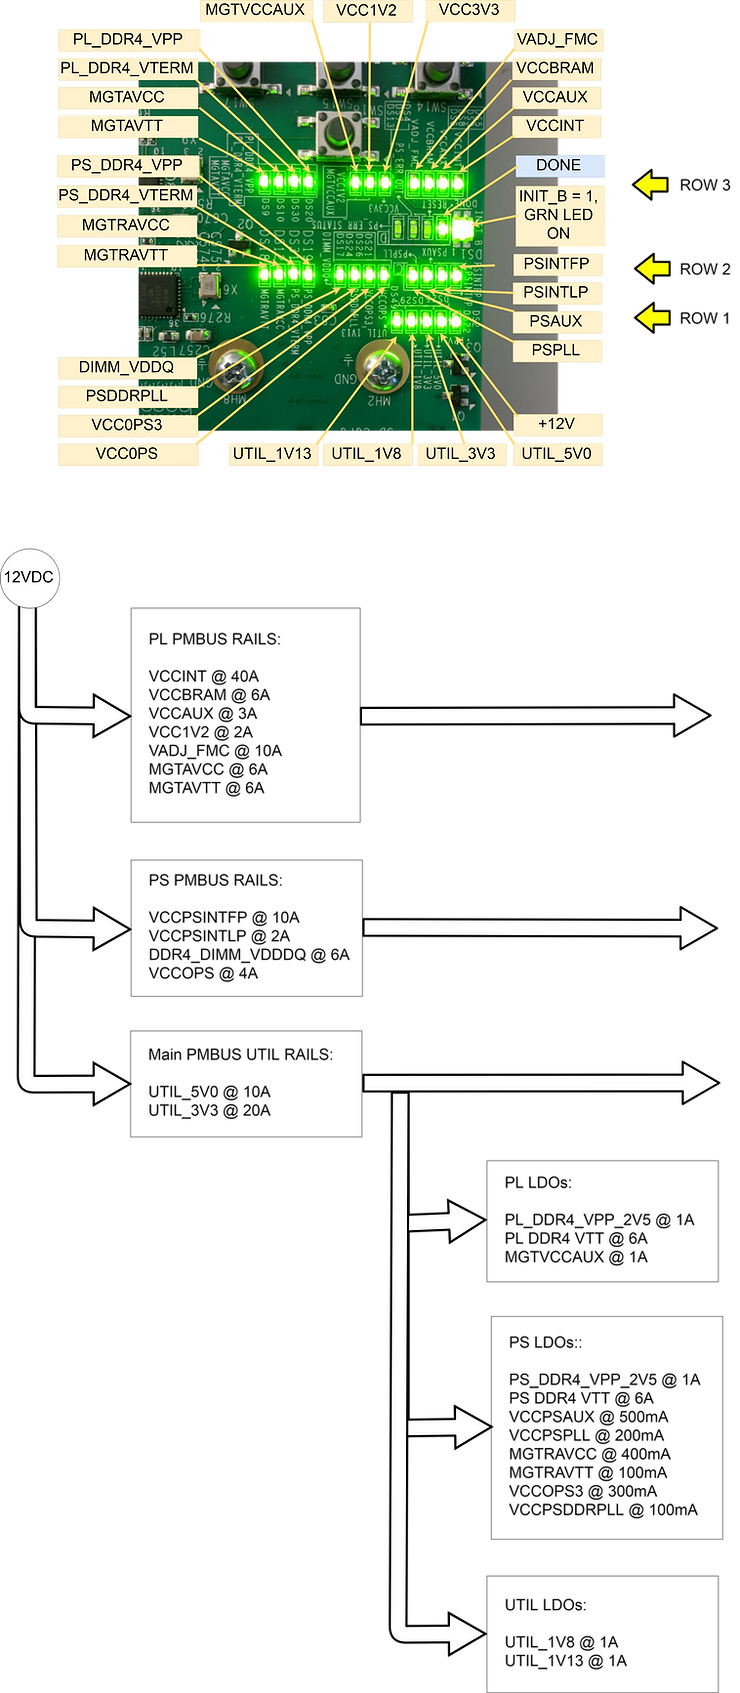 MGTVCCAUX
VCC1V2
VCC3V3
PL_DDR4_VPP
PL_DDR4_VTERM
MGTAVCC
MGTAVTT
PS_DDR4_VPP
PS_DDR4_VTERM
MGTRAVCC
MGTRAVTT
VADJ_FMC
VCCBRAM
VCCAUX
VCCINT
DONE
INIT_B = 1,
GRN LED
ON
ROW 3
PSINTFP
PSINTLP
PSAUX
PSPLL
ROW 2
ROW 1
DIMM_VDDQ
PSDDRPLL
VCC0PS3
VCC0PS
UTIL_1V13
UTIL_1V8
UTIL_3V3
UTIL_5V0
+12V
GND
MH2
12VDC
PL PMBUS RAILS:
VCCINT @ 40A
VCCBRAM @ 6A
VCCAUX @ 3A
VCC1V2 @ 2A
VADJ_FMC @ 10A
MGTAVCC @ 6A
MGTAVTT @ 6A
PS PMBUS RAILS:
VCCPSINTFP @ 10A
VCCPSINTLP @ 2A
DDR4_DIMM_VDDDQ @ 6A
VCCOPS @ 4A
Main PMBUS UTIL RAILS:
UTIL_5V0 @ 10A
UTIL_3V3 @ 20A
PL LDOs:
PL_DDR4_VPP_2V5 @ 1A
PL DDR4 VTT @ 6A
MGTVCCAUX @ 1A
PS LDOs::
PS_DDR4_VPP_2V5 @ 1A
PS DDR4 VTT @ 6A
VCCPSAUX @ 500mA
VCCPSPLL @ 200mA
MGTRAVCC @ 400mA
MGTRAVTT @ 100mA
VCCOPS3 @ 300mA
VCCPSDDRPLL @ 100mA
UTIL LDOs:
UTIL_1V8 @ 1A
UTIL_1V13 @ 1A